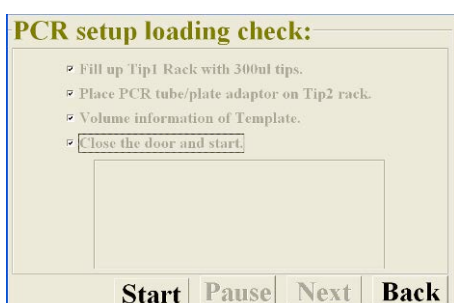 PCR setup loading check:
Fill up Tip1 Rack with 300ul tips.
Place PCR tube/plate adaptor on Tip2 rack.
Volume information of Template.
Close the door and start.
Start Pause Next Back